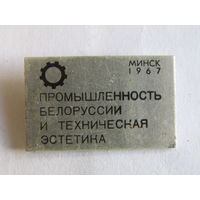 МИНСК
1967
ПРОМЫШЛЕННОСТЬ
БЕЛОРУССИИ
И ТЕХНИЧЕСКАЯ
ЭСТЕТИКА